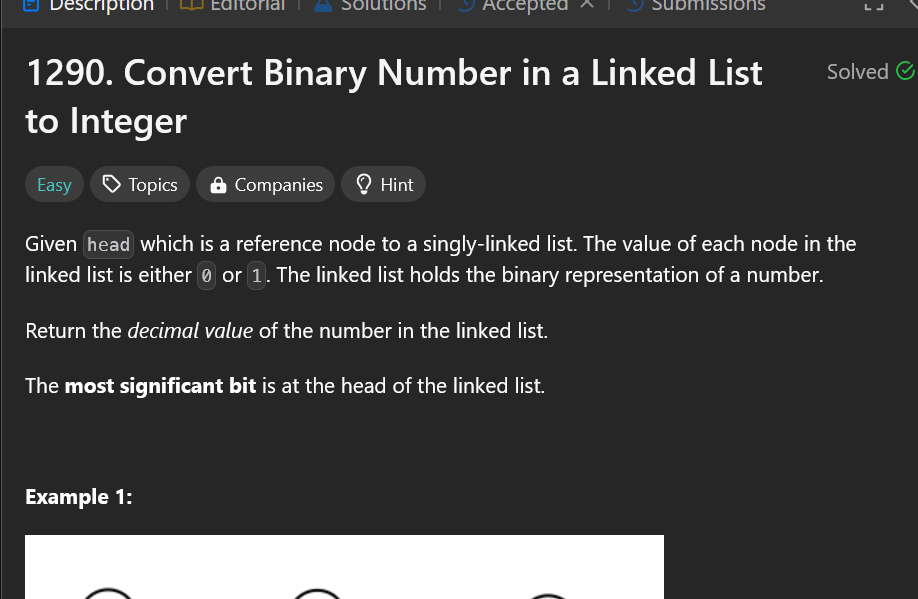 Description Editorial Solutions Accepted Submissions
1290. Convert Binary Number in a Linked List
to Integer
Solved
Easy Topics Companies Hint
Given head which is a reference node to a singly-linked list. The value of each node in the
linked list is either 0 or 1. The linked list holds the binary representation of a number.
Return the decimal value of the number in the linked list.
The most significant bit is at the head of the linked list.
Example 1: